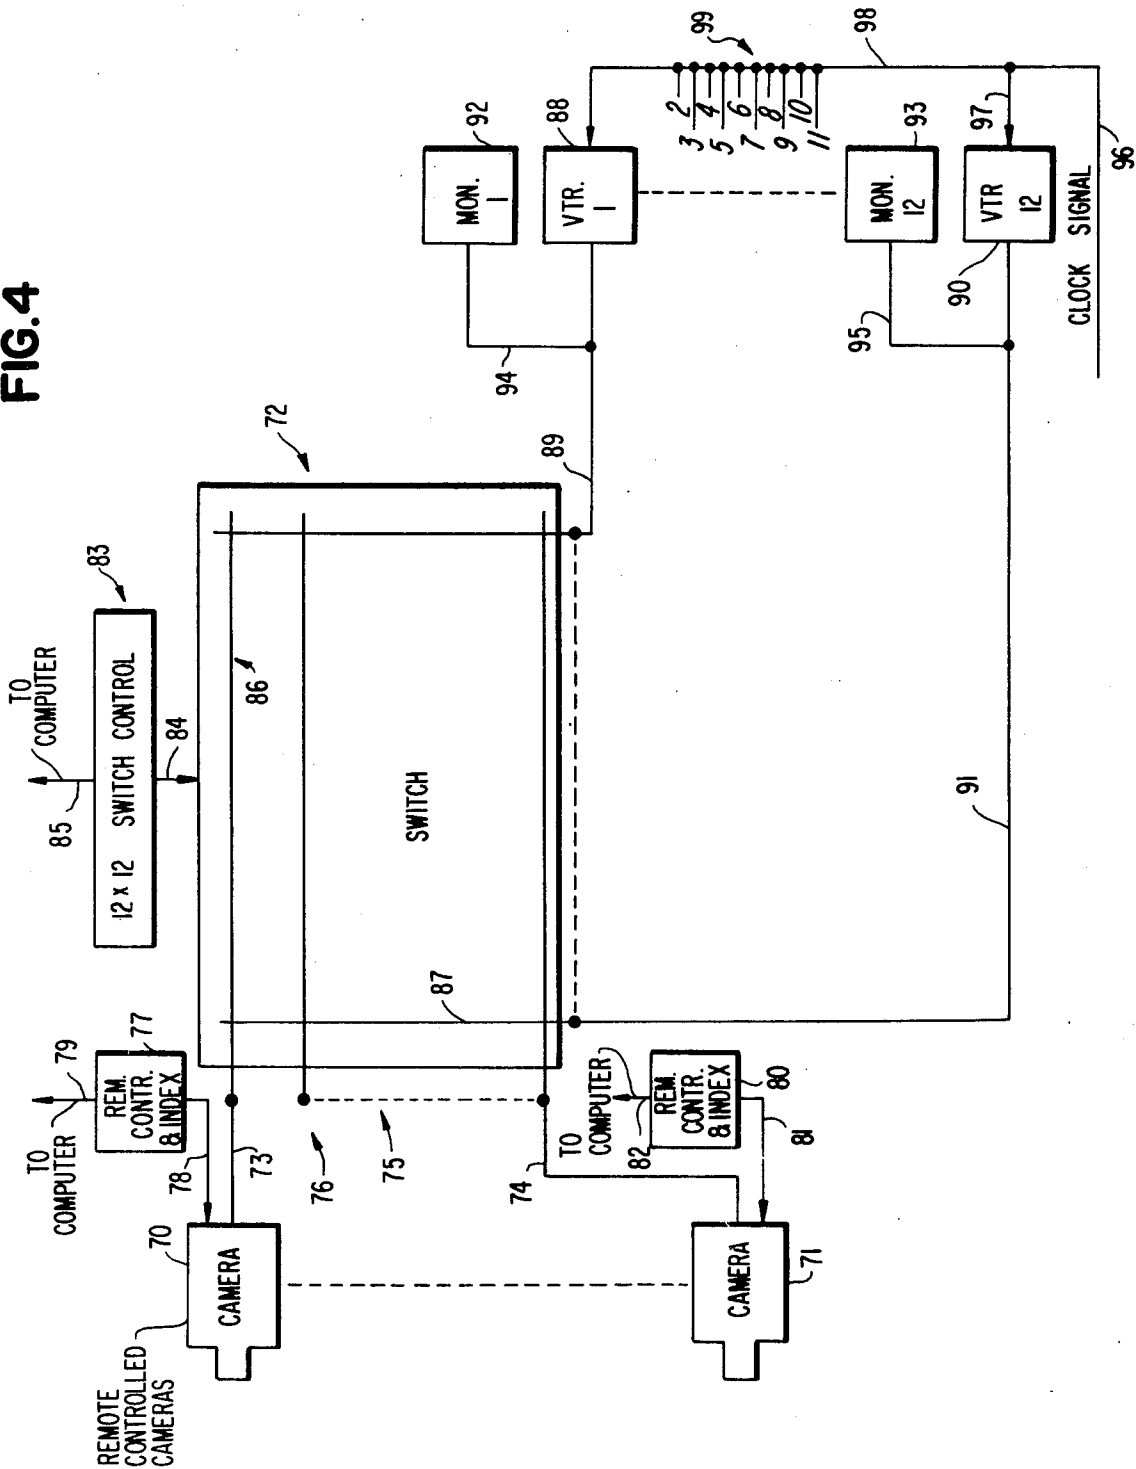 FIG.4
REMOTE
CONTROLLED
CAMERAS
70
CAMERA
71
CAMERA
TO
COMPUTER
79
77
REM.
CONTR.
& INDEX
78
73
76
75
74
TO
COMPUTER
82
REM.
CONTR.
& INDEX
80
81
TO
COMPUTER
85
83
12 x 12 SWITCH CONTROL
84
72
86
SWITCH
87
89
91
94
MON.
1
92
VTR.
1
88
95
MON.
12
93
90
VTR
12
97
99
2
3
4
5
6
7
8
9
10
11
98
CLOCK SIGNAL
96